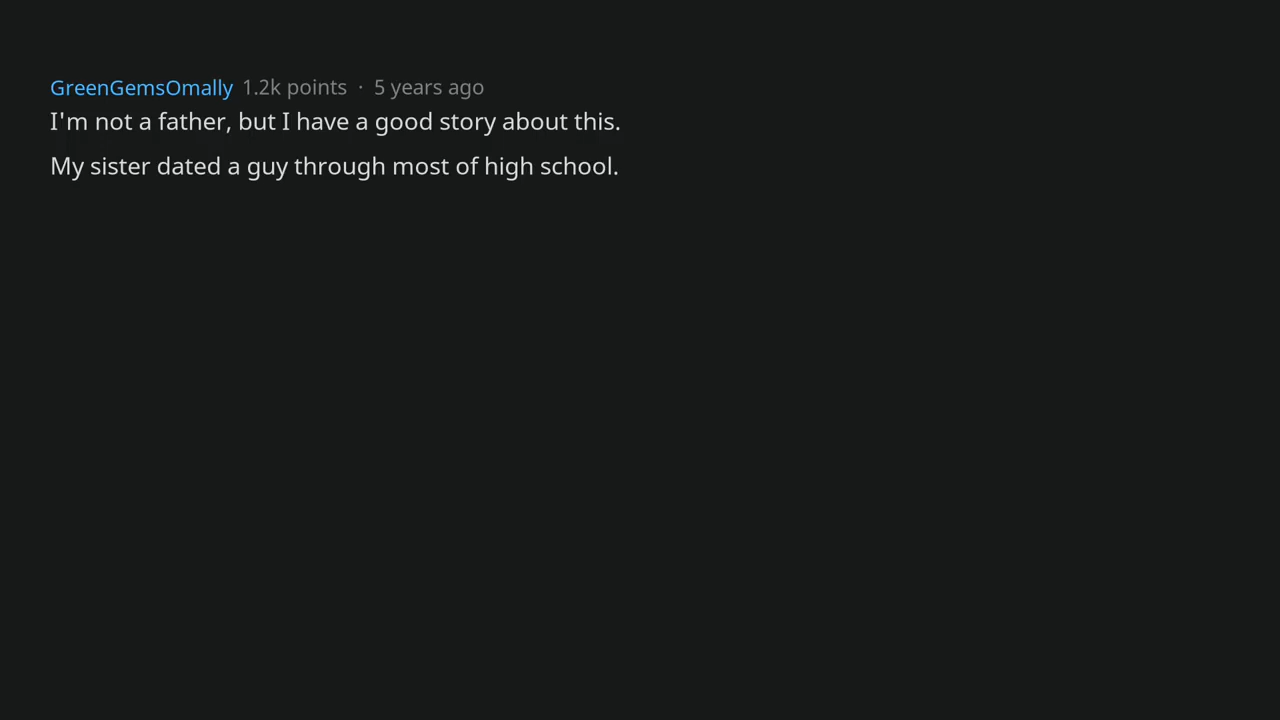 GreenGemsOmally 1.2k points · 5 years ago
I'm not a father, but I have a good story about this.
My sister dated a guy through most of high school.